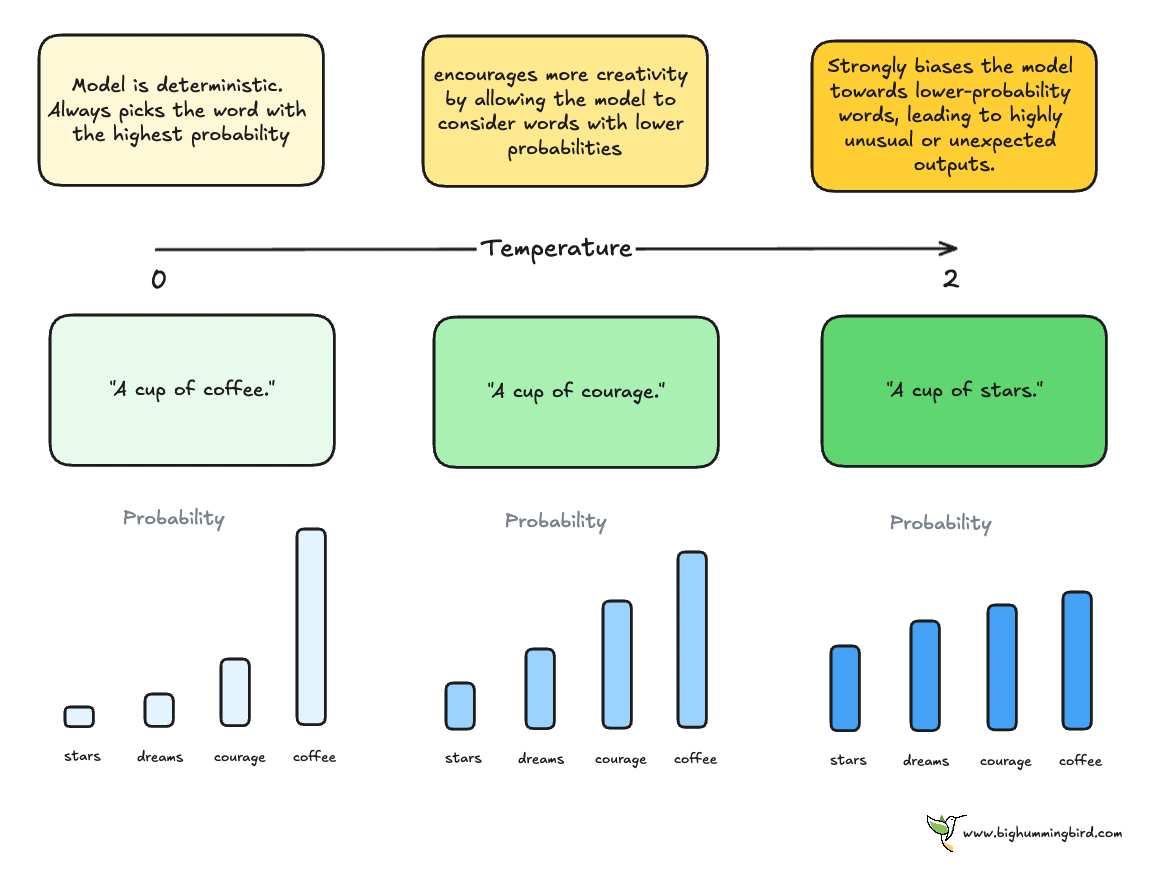 Model is deterministic.
Always picks the word with
the highest probability
encourages more creativity
by allowing the model to
consider words with lower
probabilities
Strongly biases the model
towards lower-probability
words, leading to highly
unusual or unexpected
outputs.
Temperature
0
2
"A cup of coffee."
"A cup of courage."
"A cup of stars."
Probability
Probability
Probability
stars dreams courage coffee
stars dreams courage coffee
stars dreams courage coffee
www.bighummingbird.com